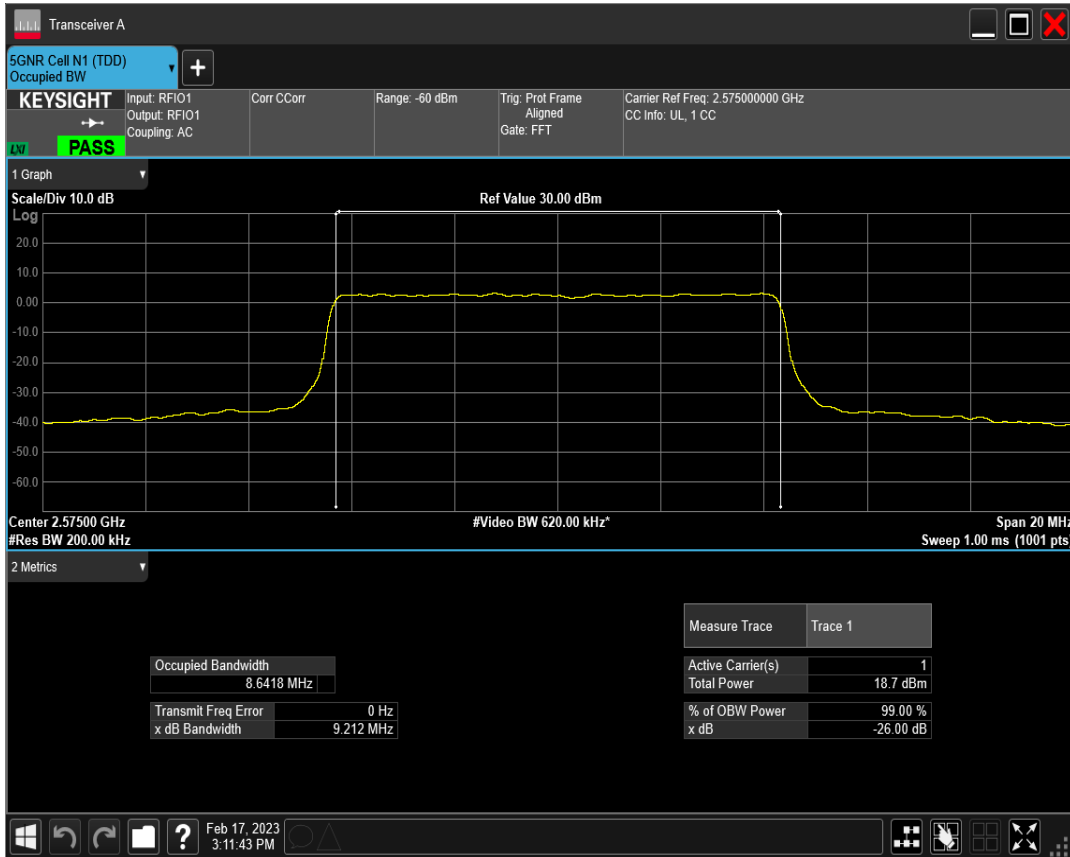 Transceiver A
5GNR Cell N1 (TDD)
Occupied BW
+
KEYSIGHT
LXI
PASS
Input: RFIO1
Output: RFIO1
Coupling: AC
Corr CCorr
Range: -60 dBm
Trig: Prot Frame
Aligned
Gate: FFT
Carrier Ref Freq: 2.575000000 GHz
CC Info: UL, 1 CC
1 Graph
Scale/Div 10.0 dB
Ref Value 30.00 dBm
Log
20.0
10.0
0.00
-10.0
-20.0
-30.0
-40.0
-50.0
-60.0
Center 2.57500 GHz
#Video BW 620.00 kHz*
Span 20 MHz
#Res BW 200.00 kHz
Sweep 1.00 ms (1001 pts)
2 Metrics
Measure Trace Trace 1
Occupied Bandwidth
8.6418 MHz
Active Carrier(s) 1
Total Power 18.7 dBm
Transmit Freq Error 0 Hz
x dB Bandwidth 9.212 MHz
% of OBW Power 99.00 %
x dB -26.00 dB
?
Feb 17, 2023
3:11:43 PM